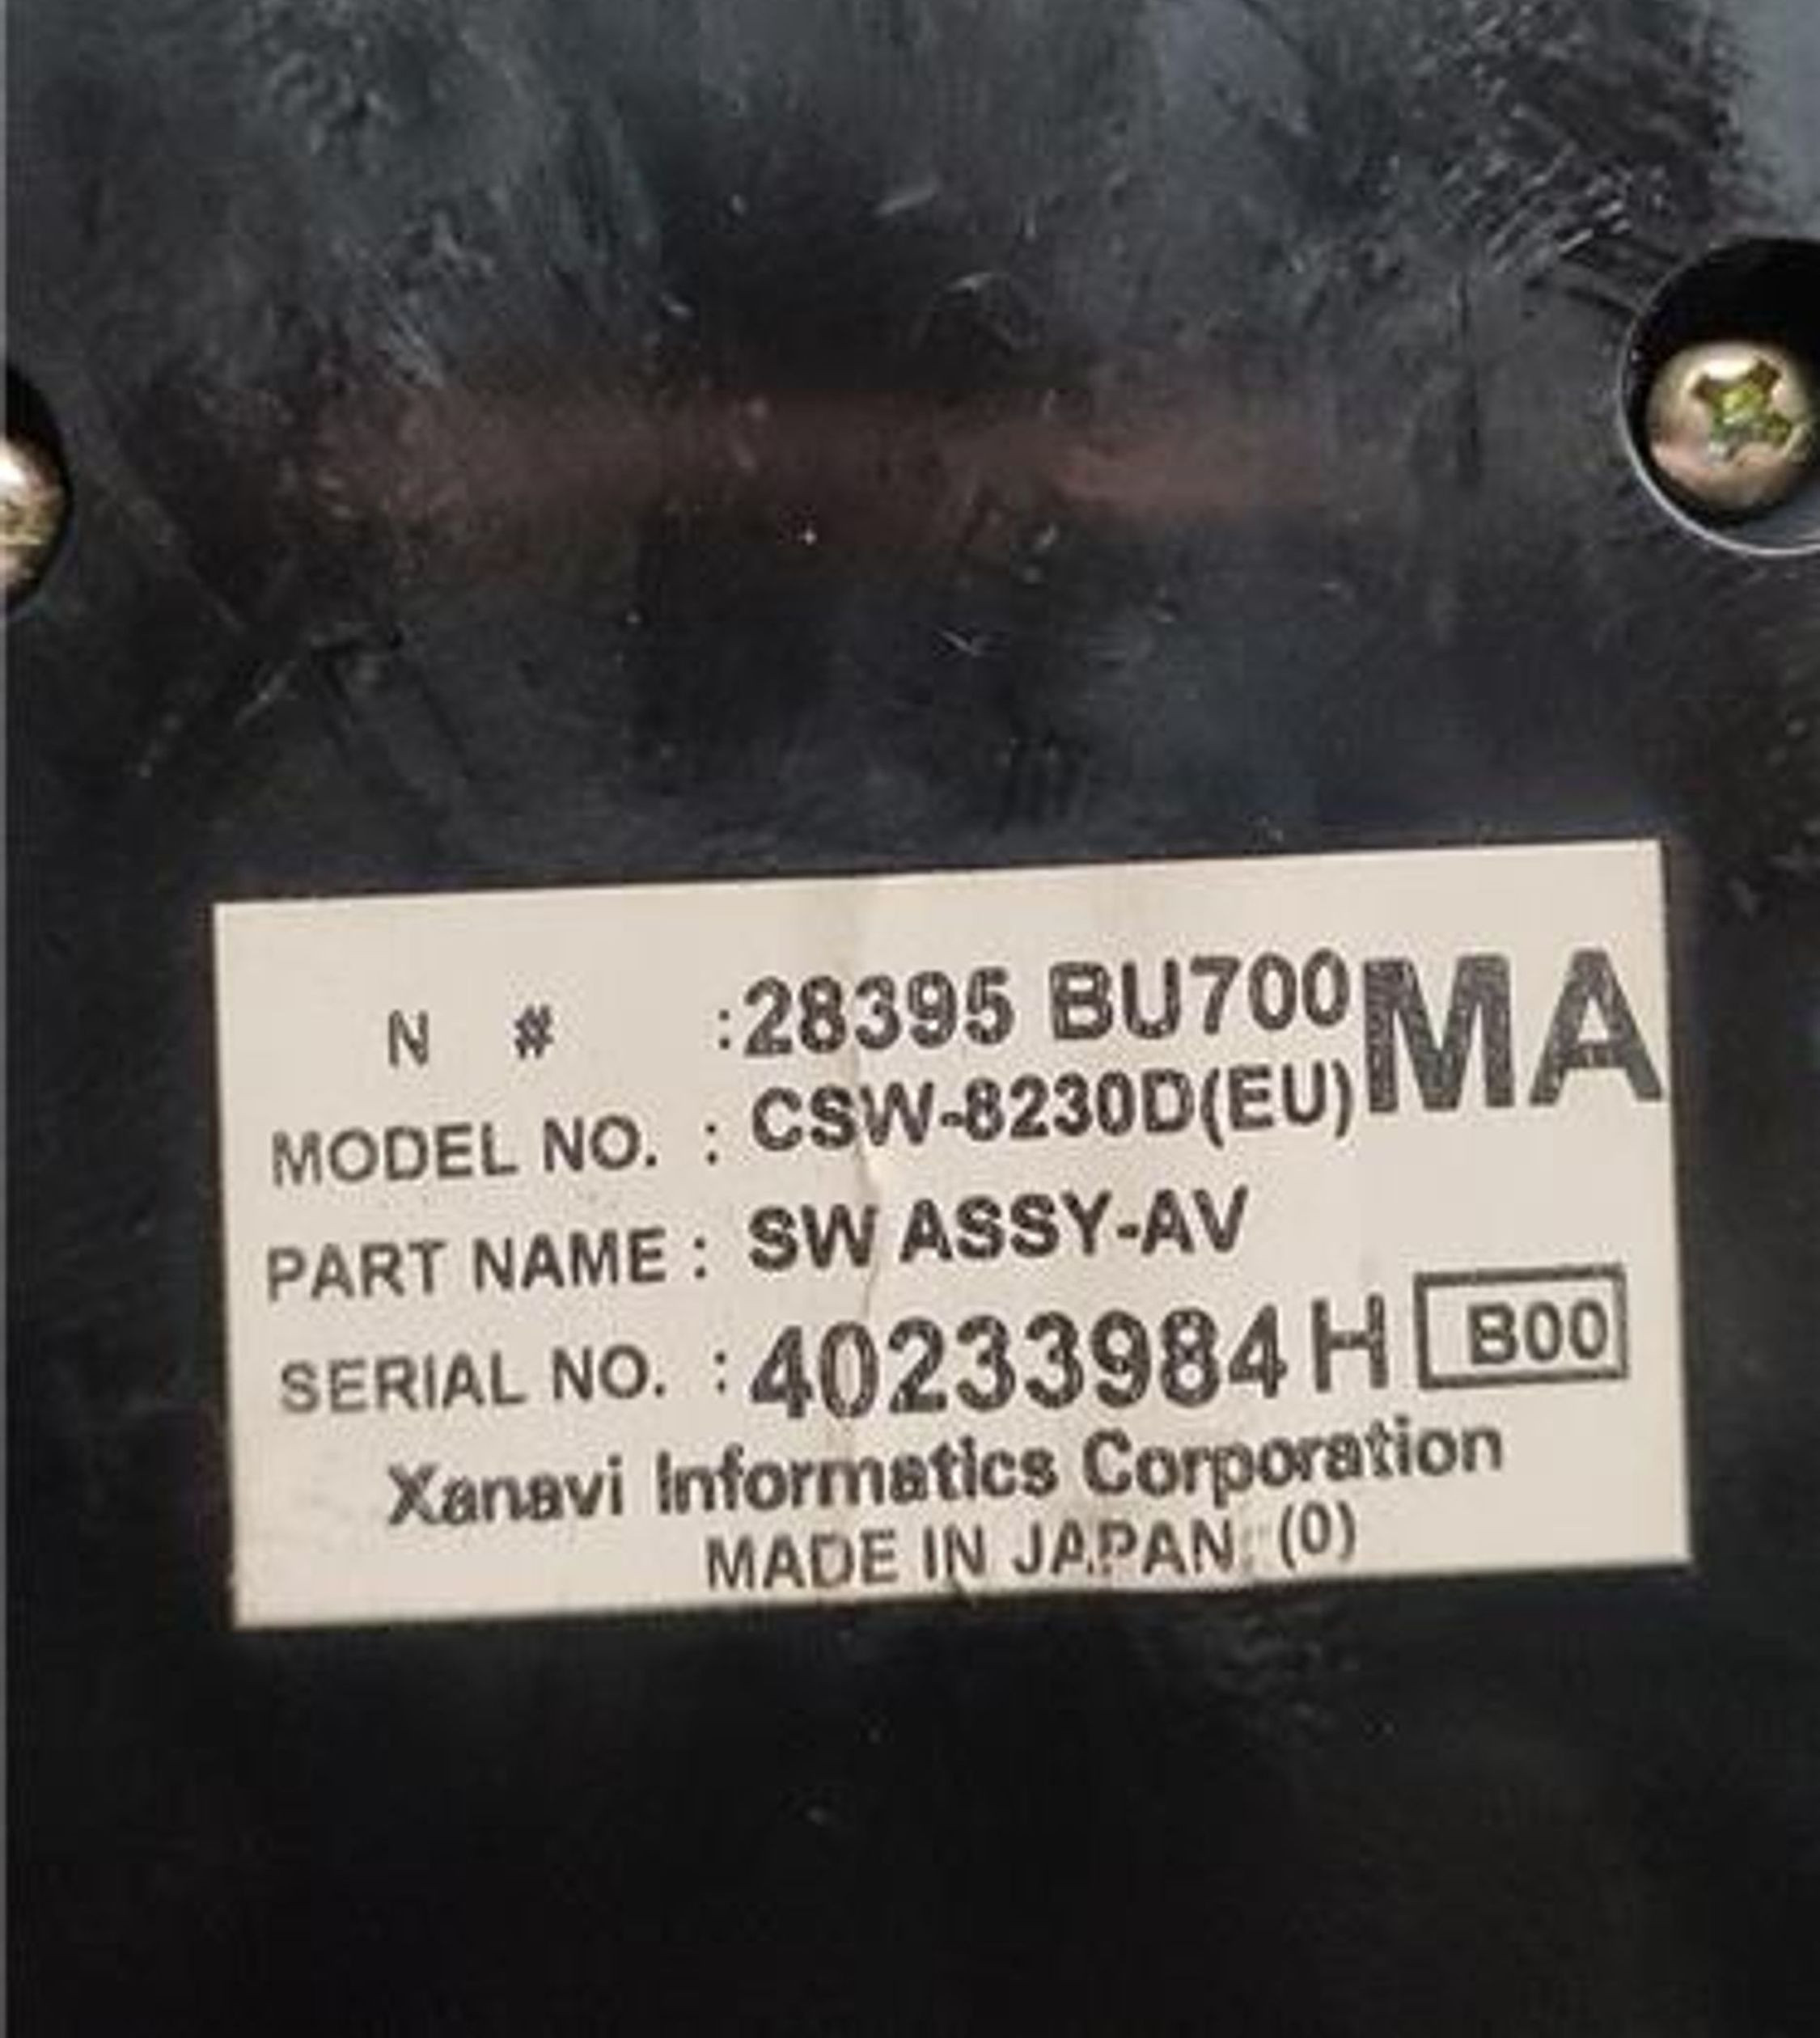 N # :28395 BU700 MA
MODEL NO. : CSW-8230D(EU)
PART NAME : SW ASSY-AV
SERIAL NO. :40233984 H B00
Xanavi Informatics Corporation
MADE IN JAPAN (0)